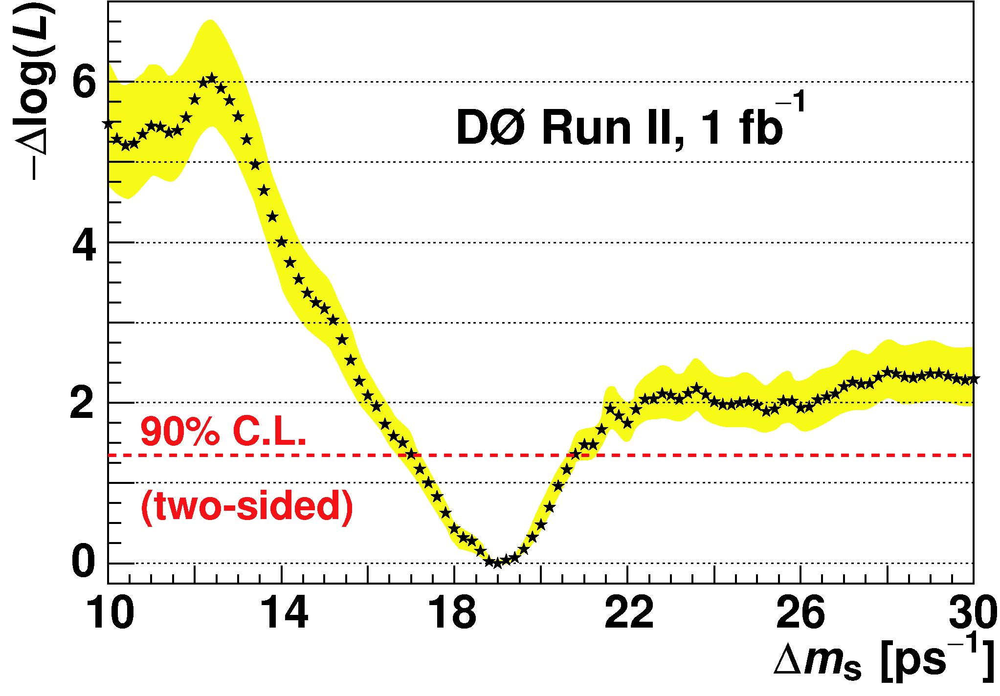 −Δlog(L)
6
4
2
0
DØ Run II, 1 fb⁻¹
90% C.L.
(two-sided)
10 14 18 22 26 30
Δmₛ [ps⁻¹]